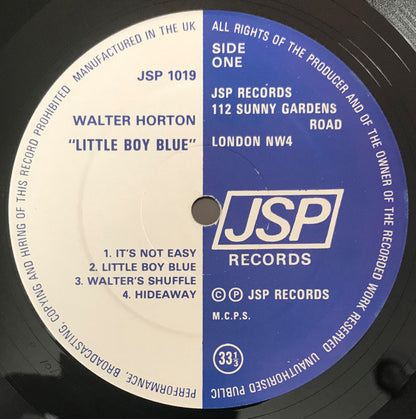 MANUFACTURED IN THE UK
ALL RIGHTS OF THE PRODUCER AND OF THE OWNER OF THE RECORDED WORK RESERVED UNAUTHORISED PUBLIC
PERFORMANCE, BROADCASTING, COPYING AND HIRING OF THIS RECORD PROHIBITED
JSP 1019
WALTER HORTON
"LITTLE BOY BLUE"
1. IT'S NOT EASY
2. LITTLE BOY BLUE
3. WALTER'S SHUFFLE
4. HIDEAWAY
SIDE
ONE
JSP RECORDS
112 SUNNY GARDENS
ROAD
LONDON NW4
JSP
RECORDS
© ℗ JSP RECORDS
M.C.P.S.
33⅓